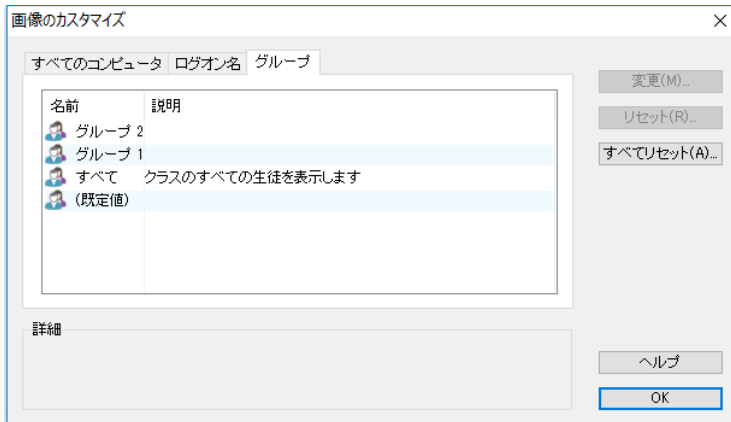 画像のカスタマイズ
すべてのコンピュータ ログオン名 グループ
名前 説明
グループ 2
グループ 1
すべて クラスのすべての生徒を表示します
(既定値)
変更(M)...
リセット(R)...
すべてリセット(A)...
詳細
ヘルプ
OK